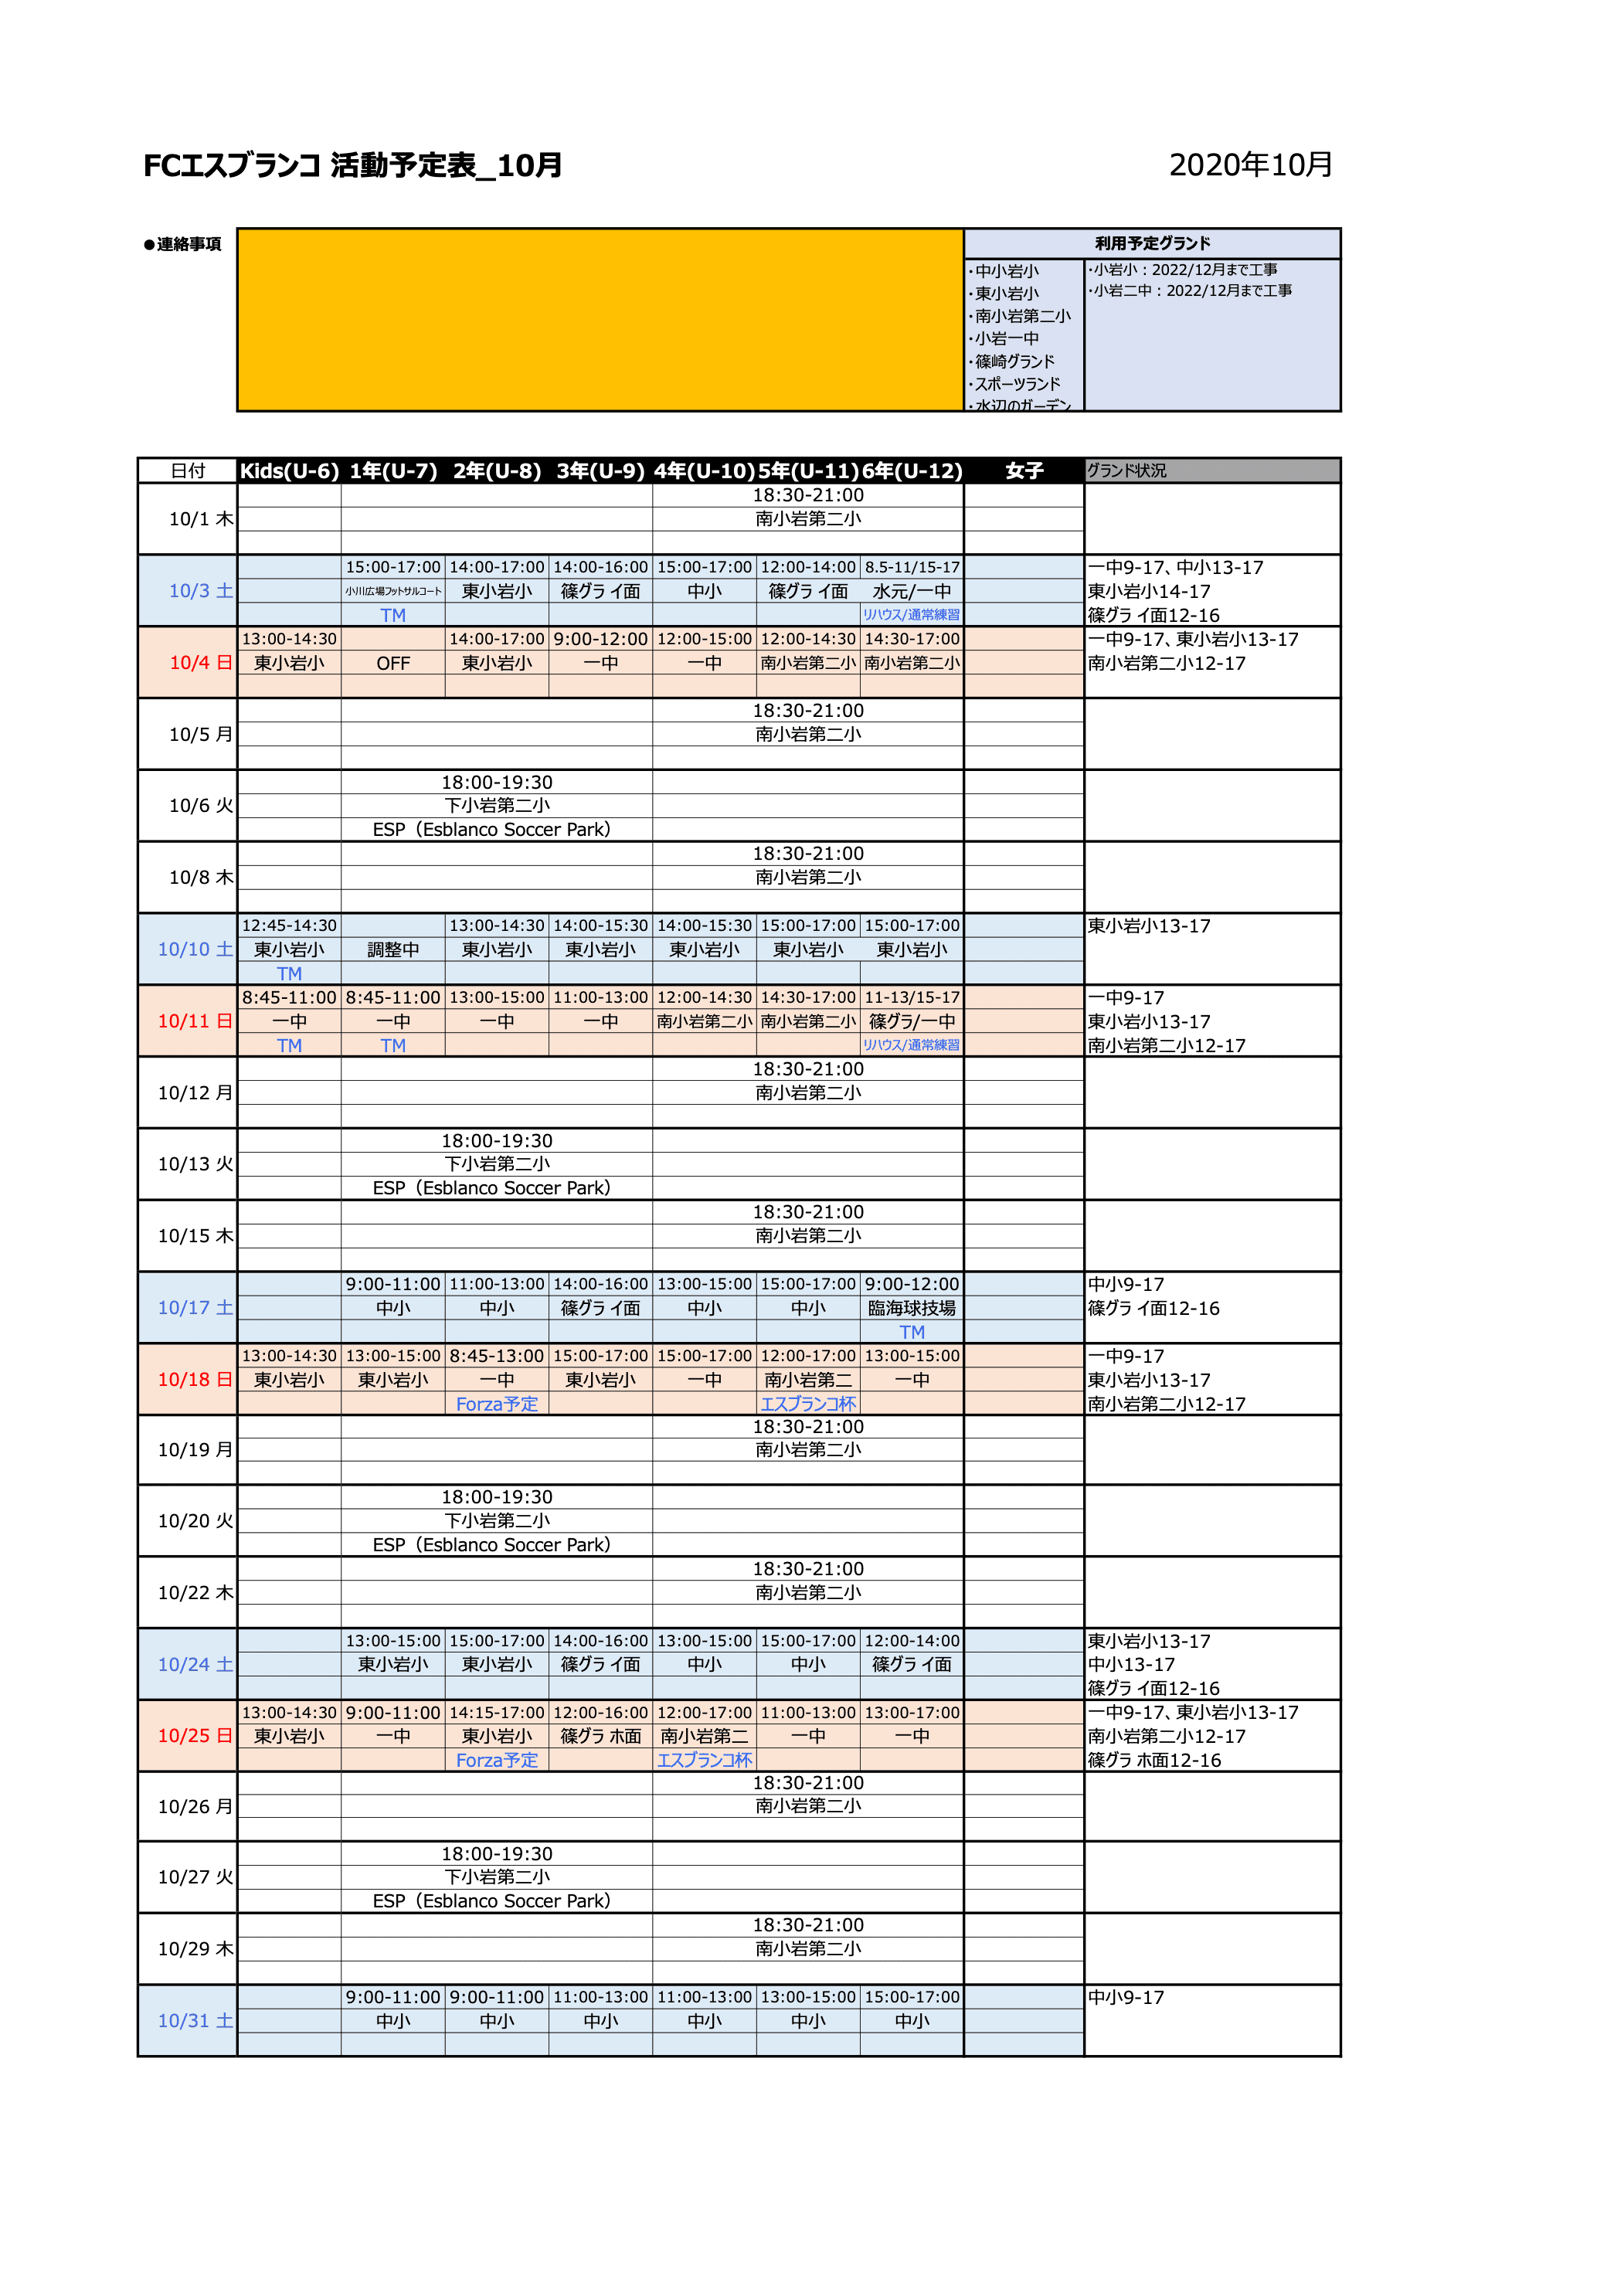 FCエスブランコ 活動予定表_10月 2020年10月
●連絡事項 利用予定グランド
・中小岩小 ・小岩小：2022/12月まで工事
・東小岩小 ・小岩二中：2022/12月まで工事
・南小岩第二小
・小岩一中
・篠崎グランド
・スポーツランド
・水辺のガーデン
日付 Kids(U-6) 1年(U-7) 2年(U-8) 3年(U-9) 4年(U-10) 5年(U-11) 6年(U-12) 女子 グランド状況
18:30-21:00
10/1 木 南小岩第二小
15:00-17:00 14:00-17:00 14:00-16:00 15:00-17:00 12:00-14:00 8.5-11/15-17 一中9-17、中小13-17
10/3 土 小川広場フットサルコート 東小岩小 篠グラ イ面 中小 篠グラ イ面 水元/一中 東小岩小14-17
TM リハウス/通常練習 篠グラ イ面12-16
13:00-14:30 14:00-17:00 9:00-12:00 12:00-15:00 12:00-14:30 14:30-17:00 一中9-17、東小岩小13-17
10/4 日 東小岩小 OFF 東小岩小 一中 一中 南小岩第二小 南小岩第二小 南小岩第二小12-17
18:30-21:00
10/5 月 南小岩第二小
18:00-19:30
10/6 火 下小岩第二小
ESP（Esblanco Soccer Park）
18:30-21:00
10/8 木 南小岩第二小
12:45-14:30 13:00-14:30 14:00-15:30 14:00-15:30 15:00-17:00 15:00-17:00 東小岩小13-17
10/10 土 東小岩小 調整中 東小岩小 東小岩小 東小岩小 東小岩小 東小岩小
TM
8:45-11:00 8:45-11:00 13:00-15:00 11:00-13:00 12:00-14:30 14:30-17:00 11-13/15-17 一中9-17
10/11 日 一中 一中 一中 一中 南小岩第二小 南小岩第二小 篠グラ/一中 東小岩小13-17
TM TM リハウス/通常練習 南小岩第二小12-17
18:30-21:00
10/12 月 南小岩第二小
18:00-19:30
10/13 火 下小岩第二小
ESP（Esblanco Soccer Park）
18:30-21:00
10/15 木 南小岩第二小
9:00-11:00 11:00-13:00 14:00-16:00 13:00-15:00 15:00-17:00 9:00-12:00 中小9-17
10/17 土 中小 中小 篠グラ イ面 中小 中小 臨海球技場 篠グラ イ面12-16
TM
13:00-14:30 13:00-15:00 8:45-13:00 15:00-17:00 15:00-17:00 12:00-17:00 13:00-15:00 一中9-17
10/18 日 東小岩小 東小岩小 一中 東小岩小 一中 南小岩第二 一中 東小岩小13-17
Forza予定 エスブランコ杯 南小岩第二小12-17
18:30-21:00
10/19 月 南小岩第二小
18:00-19:30
10/20 火 下小岩第二小
ESP（Esblanco Soccer Park）
18:30-21:00
10/22 木 南小岩第二小
13:00-15:00 15:00-17:00 14:00-16:00 13:00-15:00 15:00-17:00 12:00-14:00 東小岩小13-17
10/24 土 東小岩小 東小岩小 篠グラ イ面 中小 中小 篠グラ イ面 中小13-17
篠グラ イ面12-16
13:00-14:30 9:00-11:00 14:15-17:00 12:00-16:00 12:00-17:00 11:00-13:00 13:00-17:00 一中9-17、東小岩小13-17
10/25 日 東小岩小 一中 東小岩小 篠グラ ホ面 南小岩第二 一中 一中 南小岩第二小12-17
Forza予定 エスブランコ杯 篠グラ ホ面12-16
18:30-21:00
10/26 月 南小岩第二小
18:00-19:30
10/27 火 下小岩第二小
ESP（Esblanco Soccer Park）
18:30-21:00
10/29 木 南小岩第二小
9:00-11:00 9:00-11:00 11:00-13:00 11:00-13:00 13:00-15:00 15:00-17:00 中小9-17
10/31 土 中小 中小 中小 中小 中小 中小